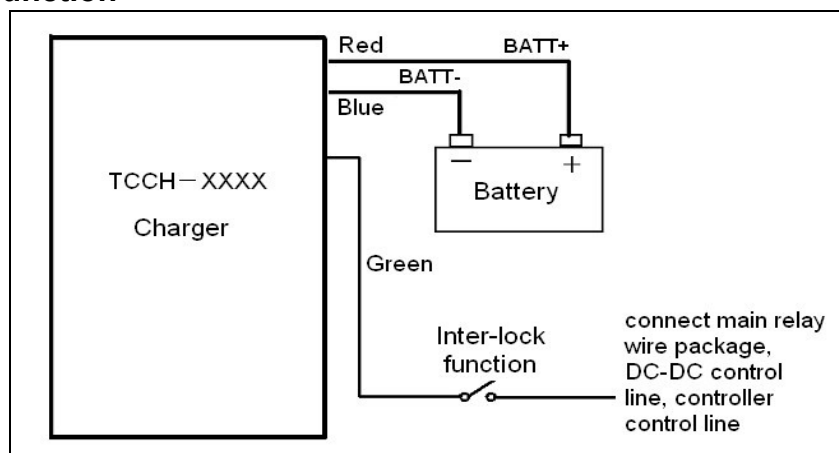 Red
BATT+
BATT-
Blue
TCCH－XXXX
Charger
－
+
Battery
Green
Inter-lock
function
connect main relay
wire package,
DC-DC control
line, controller
control line